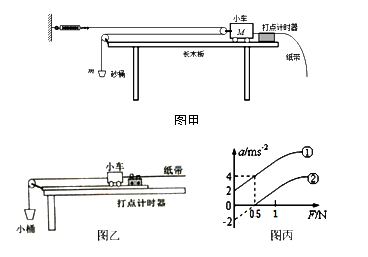 小车
打点计时器
M
纸带
长木板
m
砂桶
图甲
小车
纸带
打点计时器
小桶
图乙
a/ms⁻²
①
②
4
2
0
-2
0.5
1
F/N
图丙